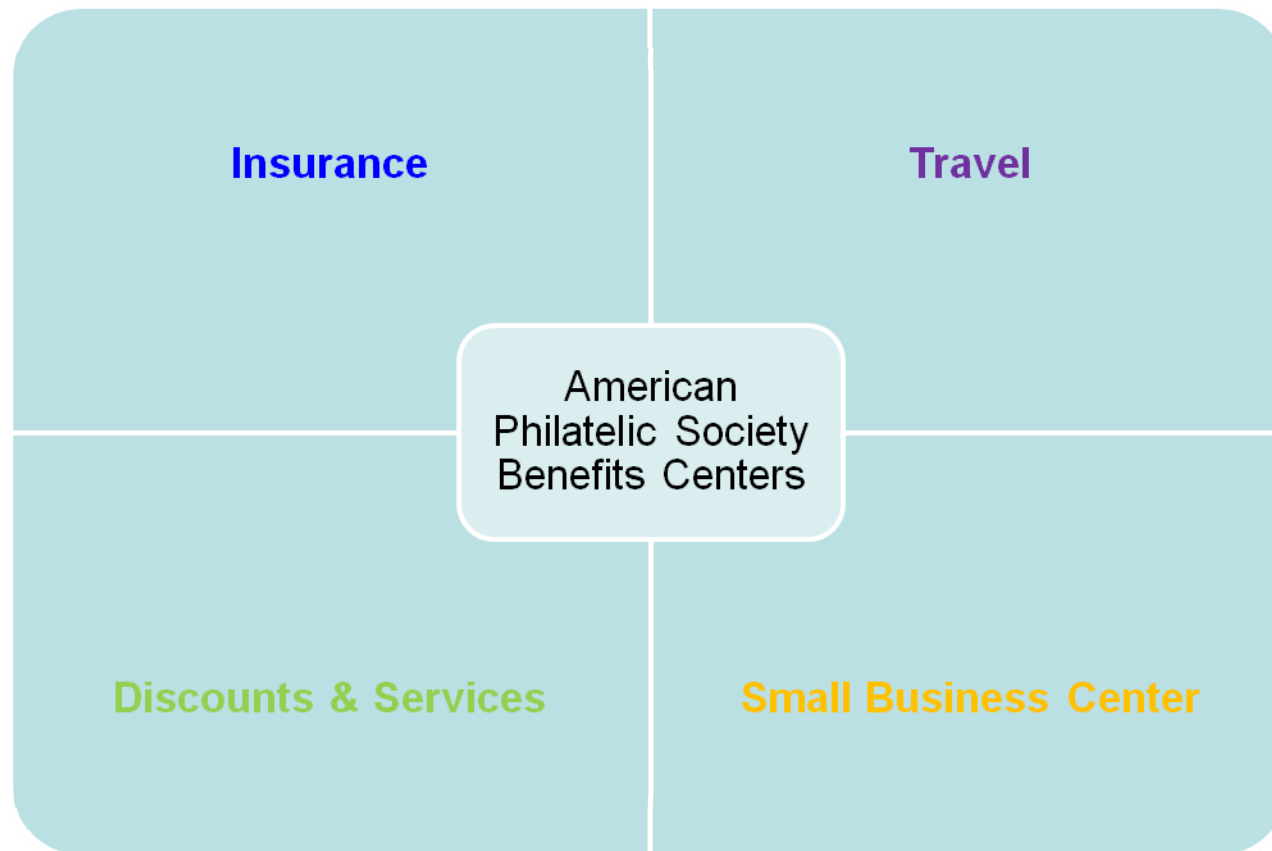 Insurance
Travel
American
Philatelic Society
Benefits Centers
Discounts & Services
Small Business Center